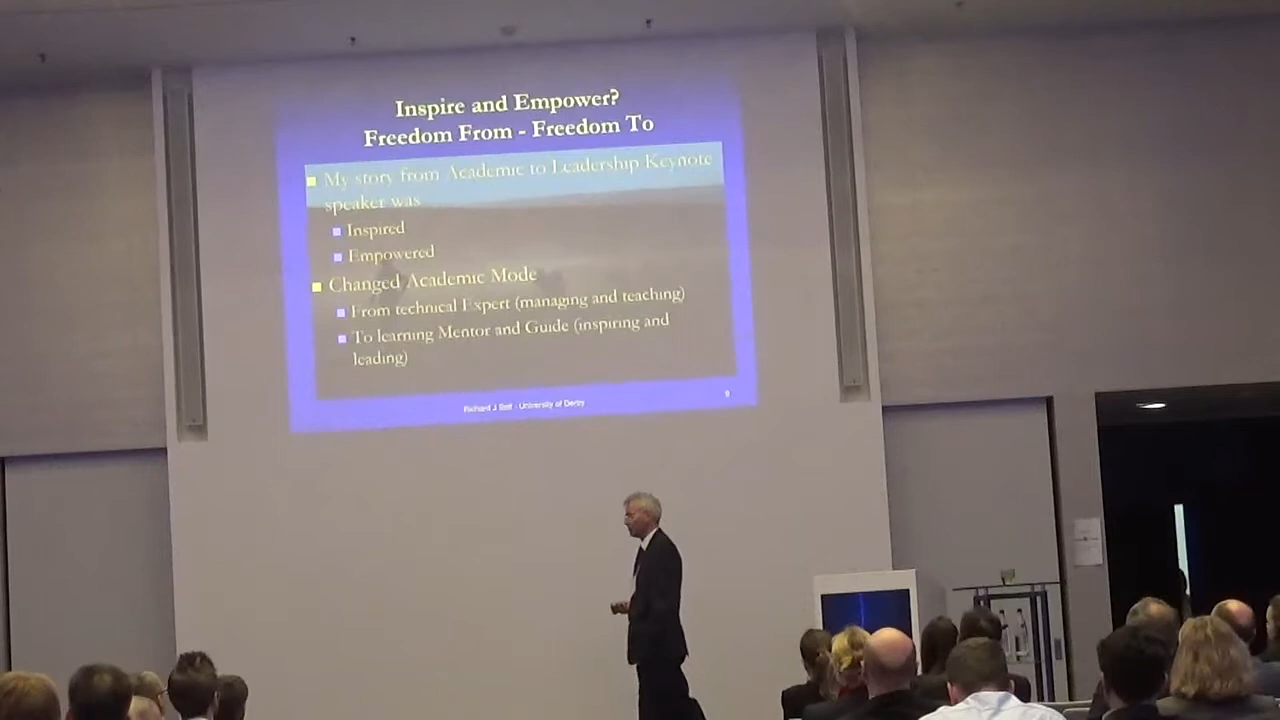 Inspire and Empower?
Freedom From - Freedom To
My story from Academic to Leadership Keynote
speaker was
Inspired
Empowered
Changed Academic Mode
From technical Expert (managing and teaching)
To learning Mentor and Guide (inspiring and
leading)
Richard J Self - University of Derby